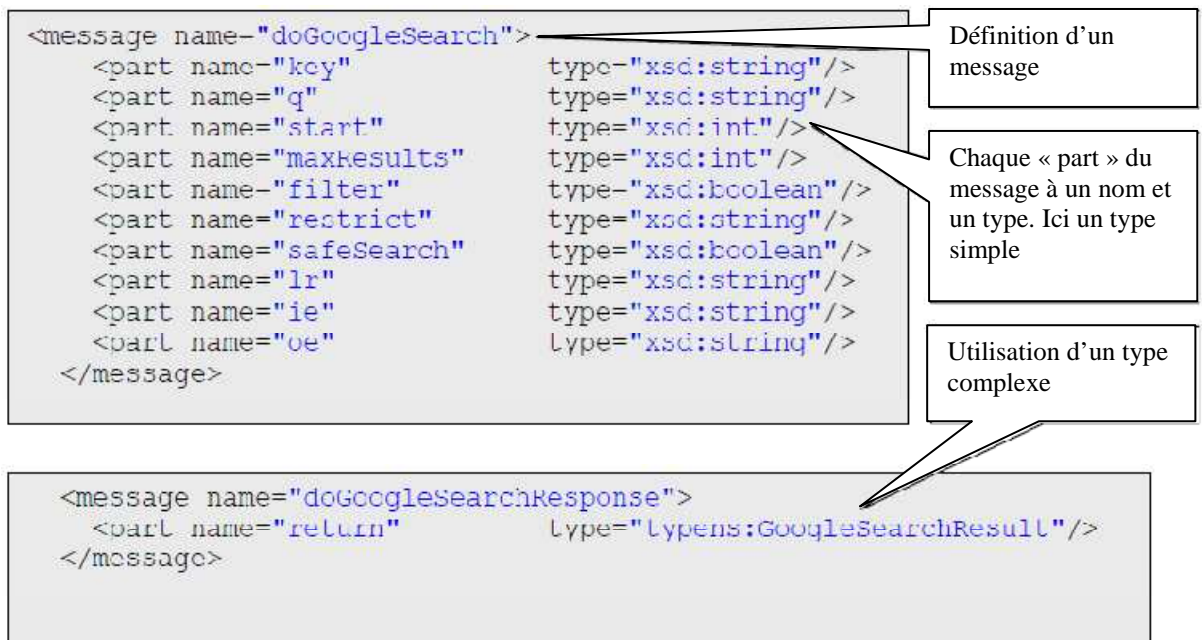 <message name="doGoogleSearch">
<part name="key" type="xsd:string"/>
<part name="q" type="xsd:string"/>
<part name="start" type="xsd:int"/>
<part name="maxResults" type="xsd:int"/>
<part name="filter" type="xsd:boolean"/>
<part name="restrict" type="xsd:string"/>
<part name="safeSearch" type="xsd:boolean"/>
<part name="lr" type="xsd:string"/>
<part name="ie" type="xsd:string"/>
<part name="oe" type="xsd:string"/>
</message>
Définition d'un
message
Chaque « part » du
message à un nom et
un type. Ici un type
simple
Utilisation d'un type
complexe
<message name="doGoogleSearchResponse">
<part name="return" type="typens:GoogleSearchResult"/>
</message>